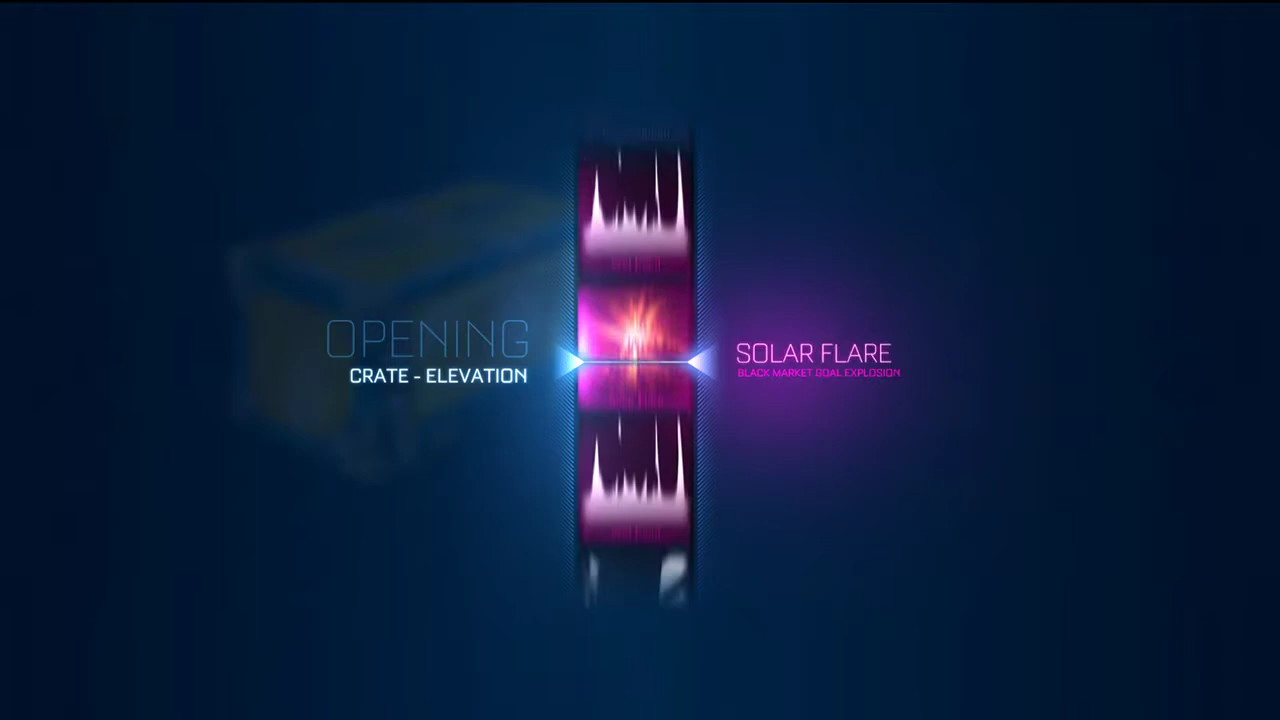 OPENING
CRATE - ELEVATION
SOLAR FLARE
BLACK MARKET GOAL EXPLOSION